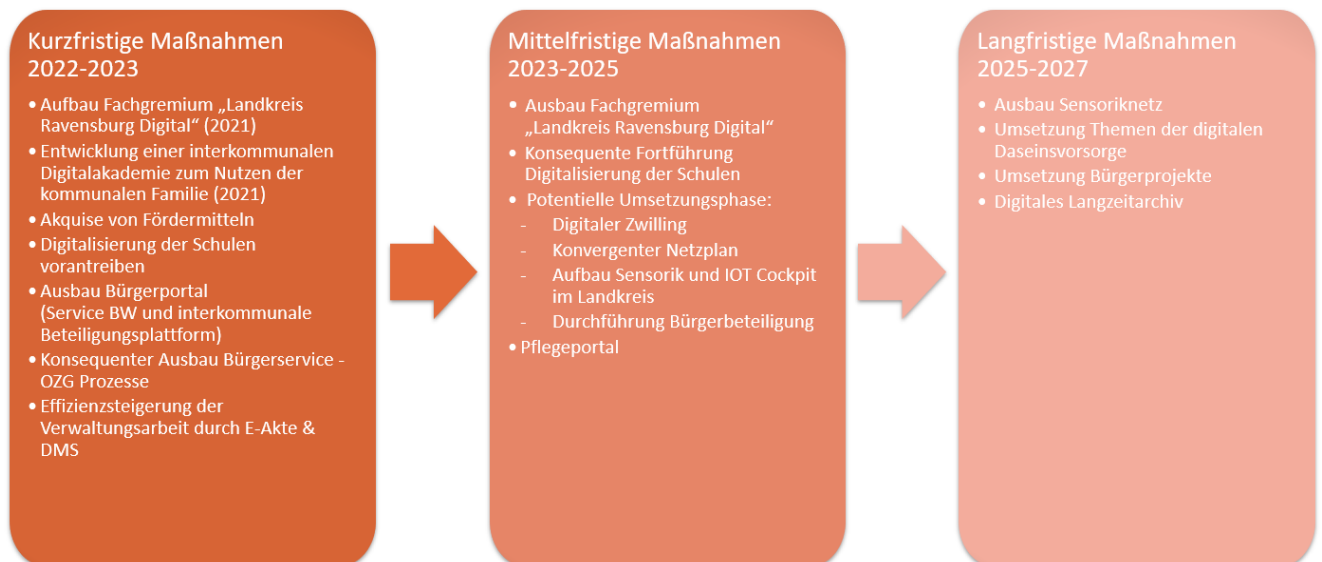 Kurzfristige Maßnahmen
2022-2023
• Aufbau Fachgremium „Landkreis
Ravensburg Digital“ (2021)
• Entwicklung einer interkommunalen
Digitalakademie zum Nutzen der
kommunalen Familie (2021)
• Akquise von Fördermitteln
• Digitalisierung der Schulen
vorantreiben
• Ausbau Bürgerportal
(Service BW und interkommunale
Beteiligungsplattform)
• Konsequenter Ausbau Bürgerservice -
OZG Prozesse
• Effizienzsteigerung der
Verwaltungsarbeit durch E-Akte &
DMS
Mittelfristige Maßnahmen
2023-2025
• Ausbau Fachgremium
„Landkreis Ravensburg Digital“
• Konsequente Fortführung
Digitalisierung der Schulen
• Potentielle Umsetzungsphase:
- Digitaler Zwilling
- Konvergenter Netzplan
- Aufbau Sensorik und IOT Cockpit
im Landkreis
- Durchführung Bürgerbeteiligung
• Pflegeportal
Langfristige Maßnahmen
2025-2027
• Ausbau Sensoriknetz
• Umsetzung Themen der digitalen
Daseinsvorsorge
• Umsetzung Bürgerprojekte
• Digitales Langzeitarchiv